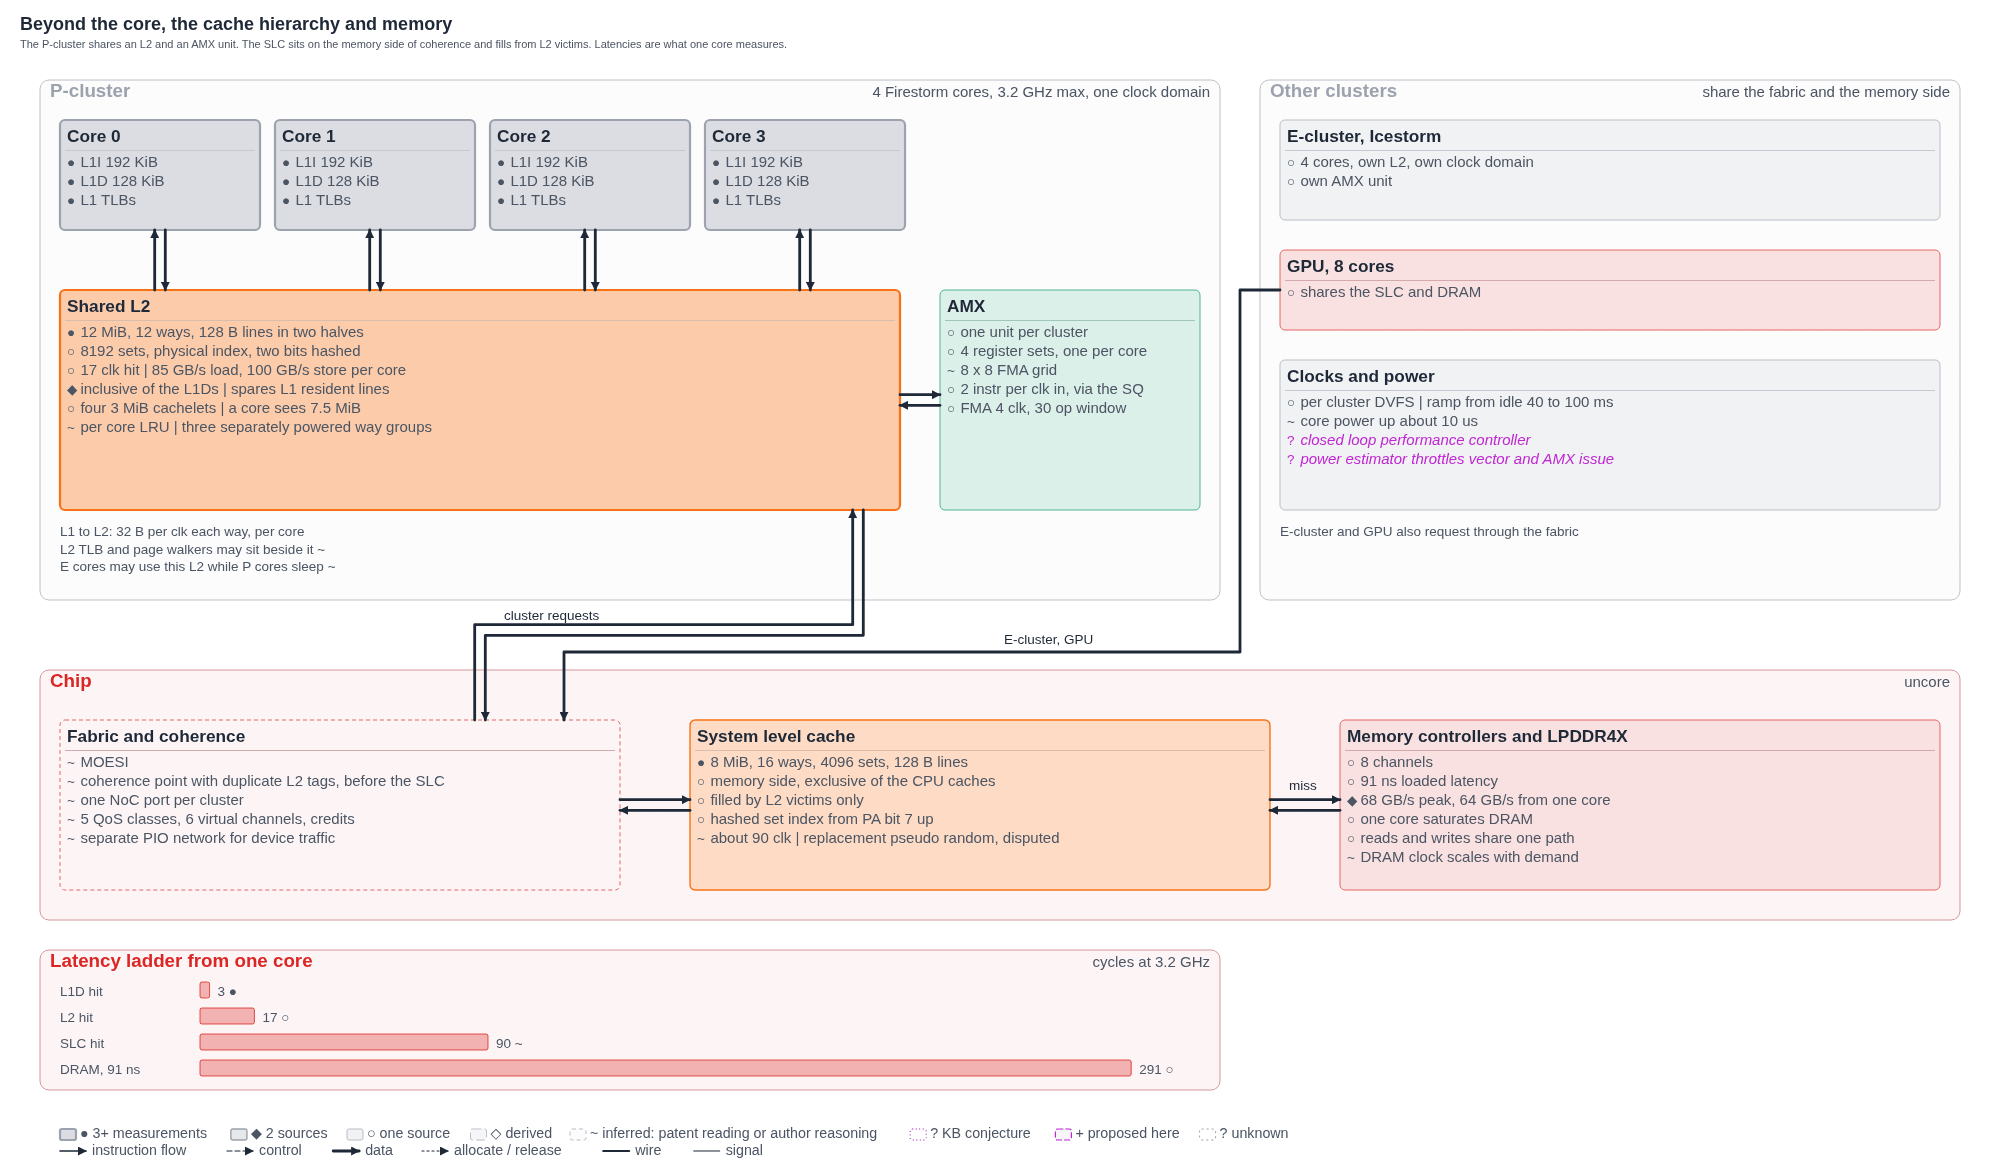 Beyond the core, the cache hierarchy and memory
The P-cluster shares an L2 and an AMX unit. The SLC sits on the memory side of coherence and fills from L2 victims. Latencies are what one core measures.
P-cluster
4 Firestorm cores, 3.2 GHz max, one clock domain
Core 0
● L1I 192 KiB
● L1D 128 KiB
● L1 TLBs
Core 1
● L1I 192 KiB
● L1D 128 KiB
● L1 TLBs
Core 2
● L1I 192 KiB
● L1D 128 KiB
● L1 TLBs
Core 3
● L1I 192 KiB
● L1D 128 KiB
● L1 TLBs
Shared L2
● 12 MiB, 12 ways, 128 B lines in two halves
○ 8192 sets, physical index, two bits hashed
○ 17 clk hit | 85 GB/s load, 100 GB/s store per core
◆ inclusive of the L1Ds | spares L1 resident lines
○ four 3 MiB cachelets | a core sees 7.5 MiB
~ per core LRU | three separately powered way groups
AMX
○ one unit per cluster
○ 4 register sets, one per core
~ 8 x 8 FMA grid
○ 2 instr per clk in, via the SQ
○ FMA 4 clk, 30 op window
L1 to L2: 32 B per clk each way, per core
L2 TLB and page walkers may sit beside it ~
E cores may use this L2 while P cores sleep ~
Other clusters
share the fabric and the memory side
E-cluster, Icestorm
○ 4 cores, own L2, own clock domain
○ own AMX unit
GPU, 8 cores
○ shares the SLC and DRAM
Clocks and power
○ per cluster DVFS | ramp from idle 40 to 100 ms
~ core power up about 10 us
? closed loop performance controller
? power estimator throttles vector and AMX issue
E-cluster and GPU also request through the fabric
cluster requests
E-cluster, GPU
Chip
uncore
Fabric and coherence
~ MOESI
~ coherence point with duplicate L2 tags, before the SLC
~ one NoC port per cluster
~ 5 QoS classes, 6 virtual channels, credits
~ separate PIO network for device traffic
System level cache
● 8 MiB, 16 ways, 4096 sets, 128 B lines
○ memory side, exclusive of the CPU caches
○ filled by L2 victims only
○ hashed set index from PA bit 7 up
~ about 90 clk | replacement pseudo random, disputed
miss
Memory controllers and LPDDR4X
○ 8 channels
○ 91 ns loaded latency
◆ 68 GB/s peak, 64 GB/s from one core
○ one core saturates DRAM
○ reads and writes share one path
~ DRAM clock scales with demand
Latency ladder from one core
cycles at 3.2 GHz
L1D hit 3 ●
L2 hit 17 ○
SLC hit 90 ~
DRAM, 91 ns 291 ○
● 3+ measurements ◆ 2 sources ○ one source ◇ derived ~ inferred: patent reading or author reasoning ? KB conjecture + proposed here ? unknown
instruction flow control data allocate / release wire signal